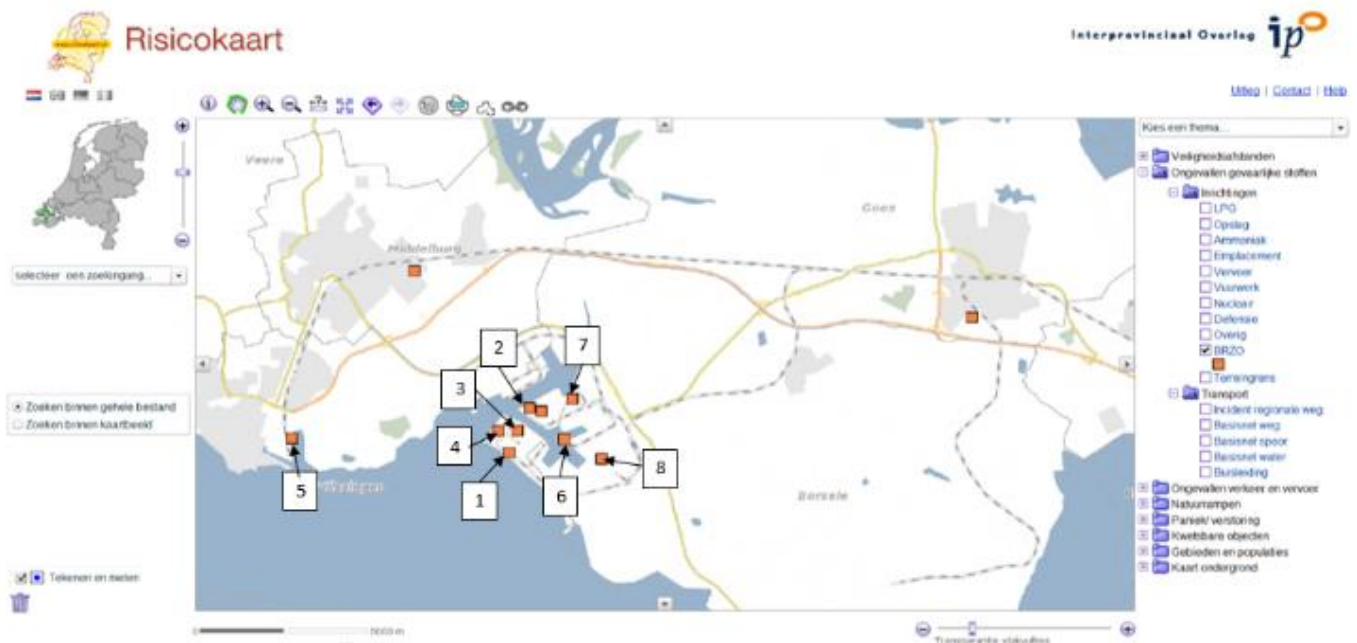 Risicokaart
Interprovinciaal Overleg ipo
Uitleg | Contact | Help
Kies een thema...
Veiligheidsafstanden
Ongevallen gevaarlijke stoffen
Inrichtingen
LPG
Opslag
Ammoniak
Emplacement
Vervoer
Vuurwerk
Nucleair
Defensie
Overig
BRZO
Terreingrens
Transport
Incident regionale weg
Basisnet weg
Basisnet spoor
Basisnet water
Buisleiding
Ongevallen verkeer en vervoer
Natuurrampen
Paniek/ verstoring
Kwetsbare objecten
Gebieden en populaties
Kaart ondergrond
selecteer een zoekingang...
Zoeken binnen gehele bestand
Zoeken binnen kaartbeeld
Tekenen en meten
Veere
Middelburg
Goes
2
7
3
4
1
6
8
5
Vlissingen
Borsele
0
5000 m